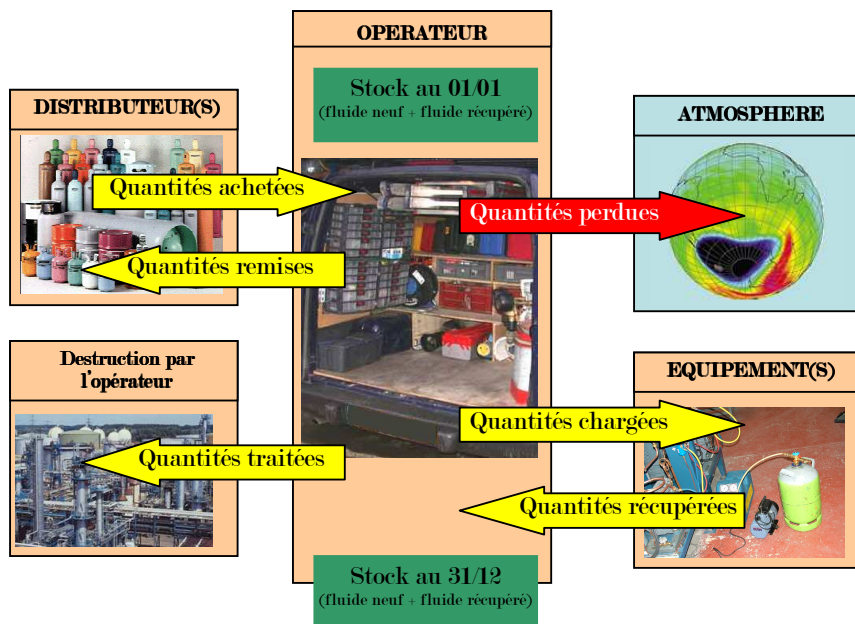 OPERATEUR
Stock au 01/01
(fluide neuf + fluide récupéré)
DISTRIBUTEUR(S)
ATMOSPHERE
Quantités achetées
Quantités perdues
Quantités remises
Destruction par
l'opérateur
EQUIPEMENT(S)
Quantités chargées
Quantités traitées
Quantités récupérées
Stock au 31/12
(fluide neuf + fluide récupéré)